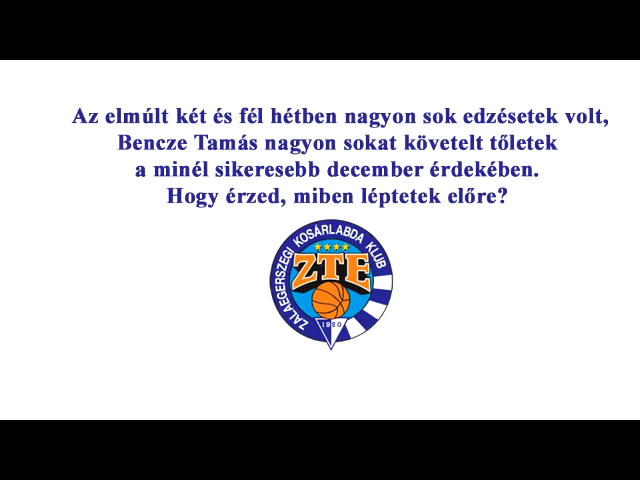 Az elmúlt két és fél hétben nagyon sok edzésetek volt,
Bencze Tamás nagyon sokat követelt tőletek
a minél sikeresebb december érdekében.
Hogy érzed, miben léptetek előre?
ZALAEGERSZEGI KOSÁRLABDA KLUB
ZTE
1920